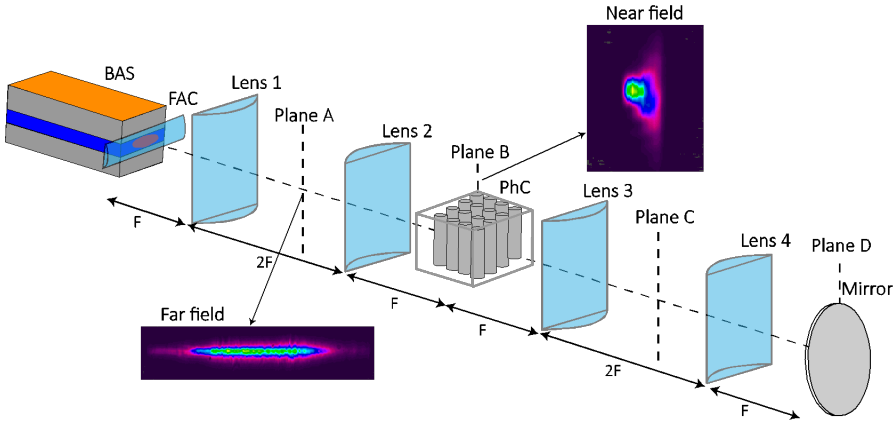 Near field
BAS
FAC
Lens 1
Plane A
Lens 2
Plane B
PhC
Lens 3
Plane C
Lens 4
Plane D
Mirror
F
2F
F
F
2F
F
Far field